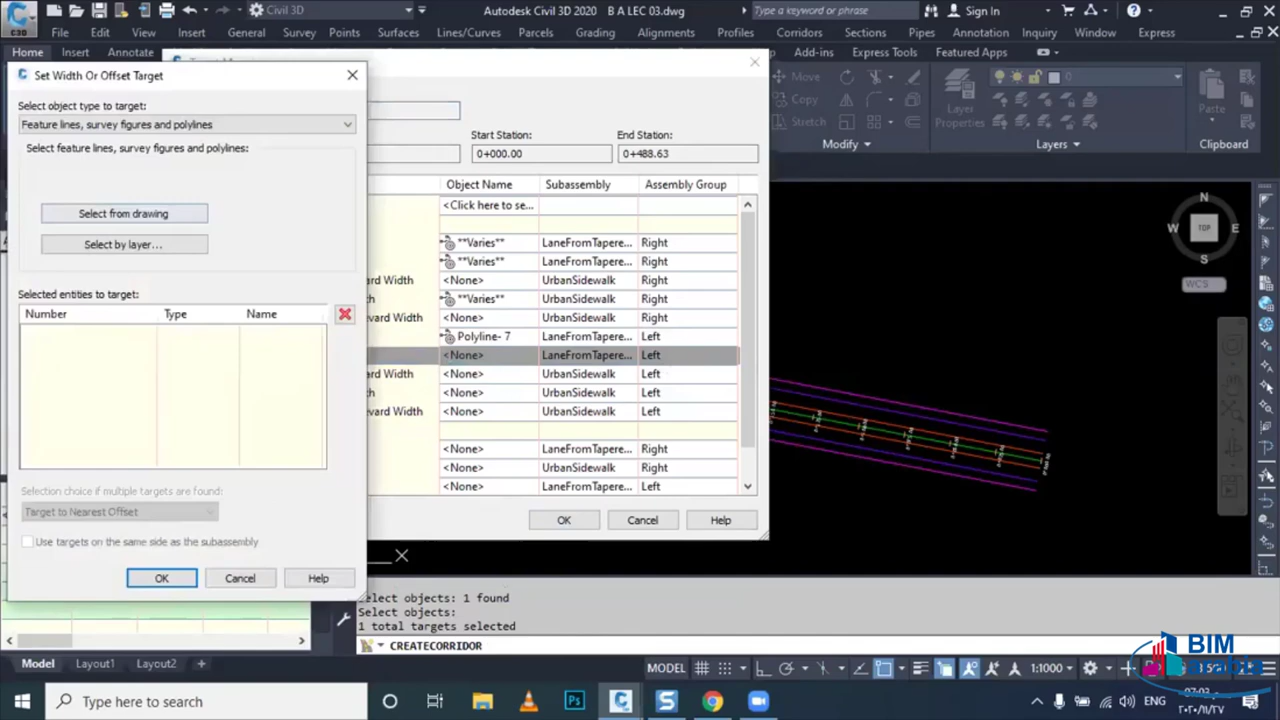 C3D
Civil 3D
Autodesk Civil 3D 2020
B A LEC 03.dwg
Type a keyword or phrase
Sign In
File Edit View Insert General Survey Points Surfaces Lines/Curves Parcels Grading Alignments Profiles Corridors Sections Pipes Dimension Inquiry Window Express
Home Insert Annotate
Add-ins Express Tools Featured Apps
Set Width Or Offset Target
Select object type to target:
Feature lines, survey figures and polylines
Select feature lines, survey figures and polylines:
Select from drawing
Select by layer...
Selected entities to target:
Number Type Name
Selection choice if multiple targets are found:
Target to Nearest Offset
Use targets on the same side as the subassembly
OK Cancel Help
Start Station: End Station:
0+000.00 0+488.63
Object Name Subassembly Assembly Group
<Click here to se...
**Varies** LaneFromTapere... Right
**Varies** LaneFromTapere... Right
ard Width <None> UrbanSidewalk Right
th **Varies** UrbanSidewalk Right
evard Width <None> UrbanSidewalk Right
Polyline- 7 LaneFromTapere... Left
<None> LaneFromTapere... Left
ard Width <None> UrbanSidewalk Left
th <None> UrbanSidewalk Left
evard Width <None> UrbanSidewalk Left
<None> LaneFromTapere... Right
<None> UrbanSidewalk Right
<None> LaneFromTapere... Left
OK Cancel Help
Move
Copy
Stretch
Modify
Layer
Properties
0
Layers
Paste
Clipboard
N
W TOP E
S
WCS
Select objects: 1 found
Select objects:
1 total targets selected
CREATECORRIDOR
Model Layout1 Layout2 +
MODEL
1:1000
BIM
arabia
Type here to search
Ps
ENG